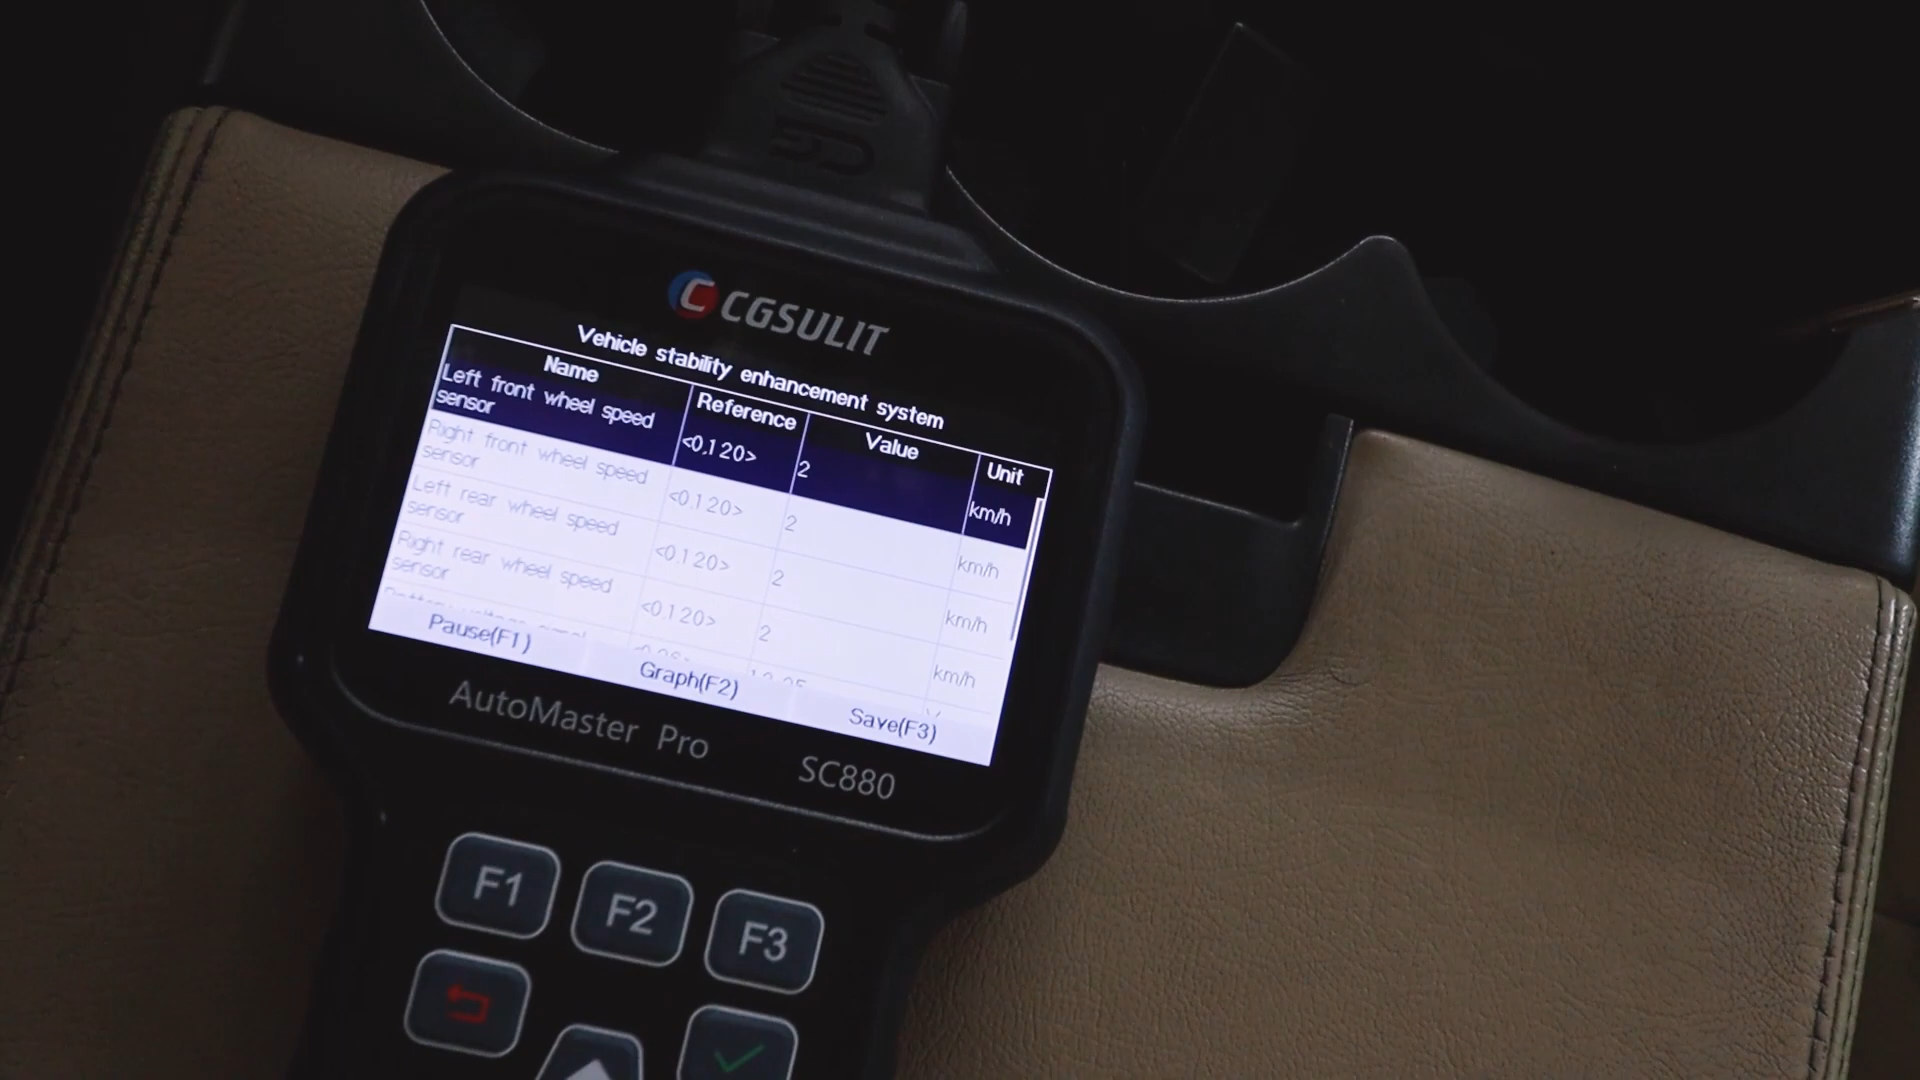 CG
C CGSULIT
Vehicle stability enhancement system
Name Reference Value Unit
Left front wheel speed sensor <0,120> 2 km/h
Right front wheel speed sensor <0.120> 2 km/h
Left rear wheel speed sensor <0.120> 2 km/h
Right rear wheel speed sensor <0.120> 2 km/h
Pause(F1) Graph(F2) Save(F3)
AutoMaster Pro SC880
F1 F2 F3